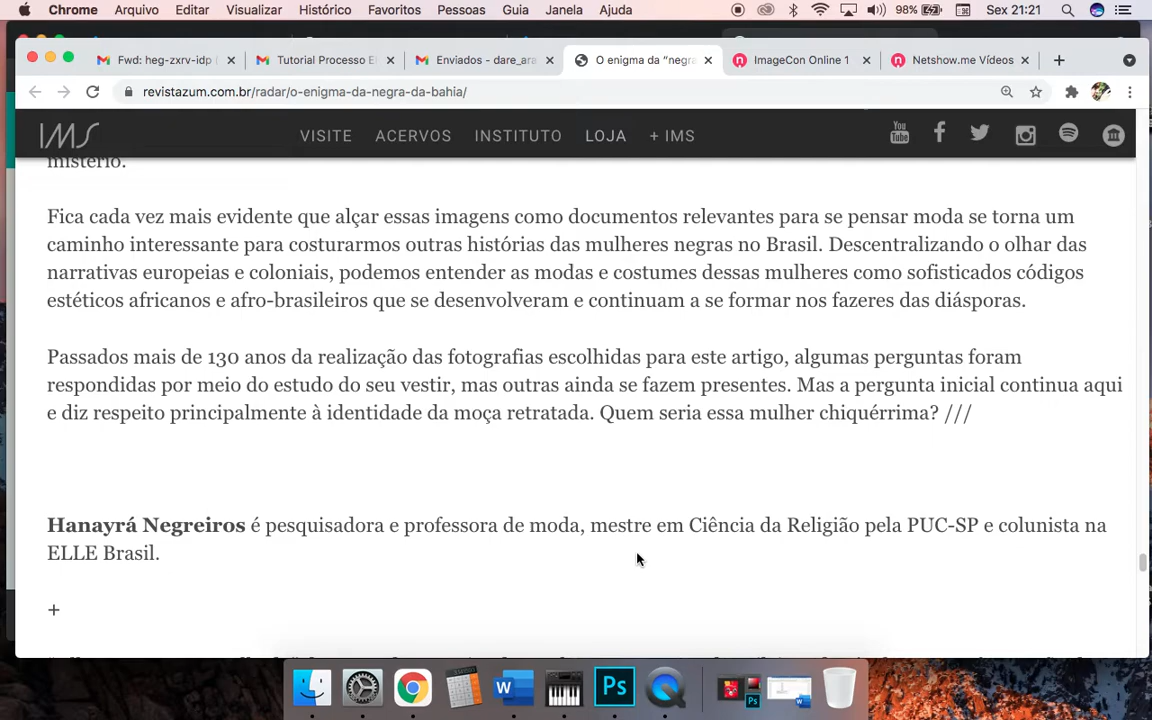 Chrome Arquivo Editar Visualizar Histórico Favoritos Pessoas Guia Janela Ajuda 98% Sex 21:21
Fwd: heg-zxrv-idp Tutorial Processo E Enviados - dare_ara O enigma da "negra ImageCon Online 1 Netshow.me Vídeos
revistazum.com.br/radar/o-enigma-da-negra-da-bahia/
IMS VISITE ACERVOS INSTITUTO LOJA + IMS You Tube
mistério.
Fica cada vez mais evidente que alçar essas imagens como documentos relevantes para se pensar moda se torna um
caminho interessante para costurarmos outras histórias das mulheres negras no Brasil. Descentralizando o olhar das
narrativas europeias e coloniais, podemos entender as modas e costumes dessas mulheres como sofisticados códigos
estéticos africanos e afro-brasileiros que se desenvolveram e continuam a se formar nos fazeres das diásporas.
Passados mais de 130 anos da realização das fotografias escolhidas para este artigo, algumas perguntas foram
respondidas por meio do estudo do seu vestir, mas outras ainda se fazem presentes. Mas a pergunta inicial continua aqui
e diz respeito principalmente à identidade da moça retratada. Quem seria essa mulher chiquérrima? ///
Hanayrá Negreiros é pesquisadora e professora de moda, mestre em Ciência da Religião pela PUC-SP e colunista na
ELLE Brasil.
+
W Ps